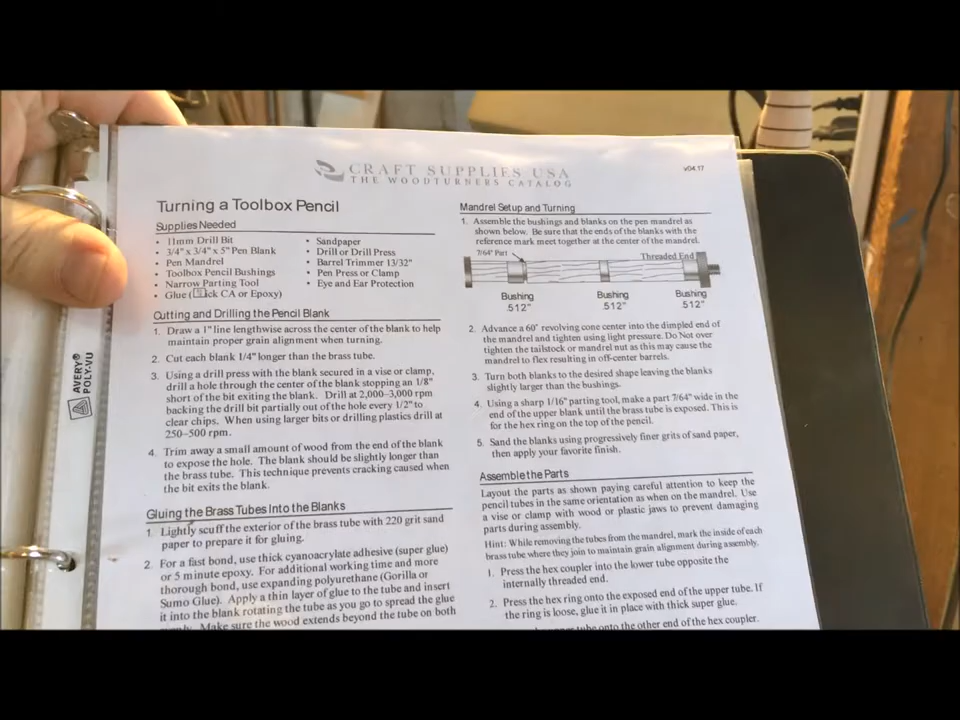 CRAFT SUPPLIES USA
THE WOODTURNERS CATALOG
v04.17
Turning a Toolbox Pencil
Supplies Needed
• 11mm Drill Bit
• 3/4" x 3/4" x 5" Pen Blank
• Pen Mandrel
• Toolbox Pencil Bushings
• Narrow Parting Tool
• Glue (ick CA or Epoxy)
• Sandpaper
• Drill or Drill Press
• Barrel Trimmer 13/32"
• Pen Press or Clamp
• Eye and Ear Protection
Cutting and Drilling the Pencil Blank
1. Draw a 1" line lengthwise across the center of the blank to help
maintain proper grain alignment when turning.
2. Cut each blank 1/4" longer than the brass tube.
3. Using a drill press with the blank secured in a vise or clamp,
drill a hole through the center of the blank stopping an 1/8"
short of the bit exiting the blank. Drill at 2,000–3,000 rpm
backing the drill bit partially out of the hole every 1/2" to
clear chips. When using larger bits or drilling plastics drill at
250–500 rpm.
4. Trim away a small amount of wood from the end of the blank
to expose the hole. The blank should be slightly longer than
the brass tube. This technique prevents cracking caused when
the bit exits the blank.
Gluing the Brass Tubes Into the Blanks
1. Lightly scuff the exterior of the brass tube with 220 grit sand
paper to prepare it for gluing.
2. For a fast bond, use thick cyanoacrylate adhesive (super glue)
or 5 minute epoxy. For additional working time and more
thorough bond, use expanding polyurethane (Gorilla or
Sumo Glue). Apply a thin layer of glue to the tube and insert
it into the blank rotating the tube as you go to spread the glue
Make sure the wood extends beyond the tube on both
Mandrel Setup and Turning
1. Assemble the bushings and blanks on the pen mandrel as
shown below. Be sure that the ends of the blanks with the
reference mark meet together at the center of the mandrel.
7/64" Part
Threaded End
Bushing
.512"
Bushing
.512"
Bushing
.512"
2. Advance a 60° revolving cone center into the dimpled end of
the mandrel and tighten using light pressure. Do Not over
tighten the tailstock or mandrel nut as this may cause the
mandrel to flex resulting in off-center barrels.
3. Turn both blanks to the desired shape leaving the blanks
slightly larger than the bushings.
4. Using a sharp 1/16" parting tool, make a part 7/64" wide in the
end of the upper blank until the brass tube is exposed. This is
for the hex ring on the top of the pencil.
5. Sand the blanks using progressively finer grits of sand paper,
then apply your favorite finish.
Assemble the Parts
Layout the parts as shown paying careful attention to keep the
pencil tubes in the same orientation as when on the mandrel. Use
a vise or clamp with wood or plastic jaws to prevent damaging
parts during assembly.
Hint: While removing the tubes from the mandrel, mark the inside of each
brass tube where they join to maintain grain alignment during assembly.
1. Press the hex coupler into the lower tube opposite the
internally threaded end.
2. Press the hex ring onto the exposed end of the upper tube. If
the ring is loose, glue it in place with thick super glue.
tube onto the other end of the hex coupler.
AVERY®
POLY-VU